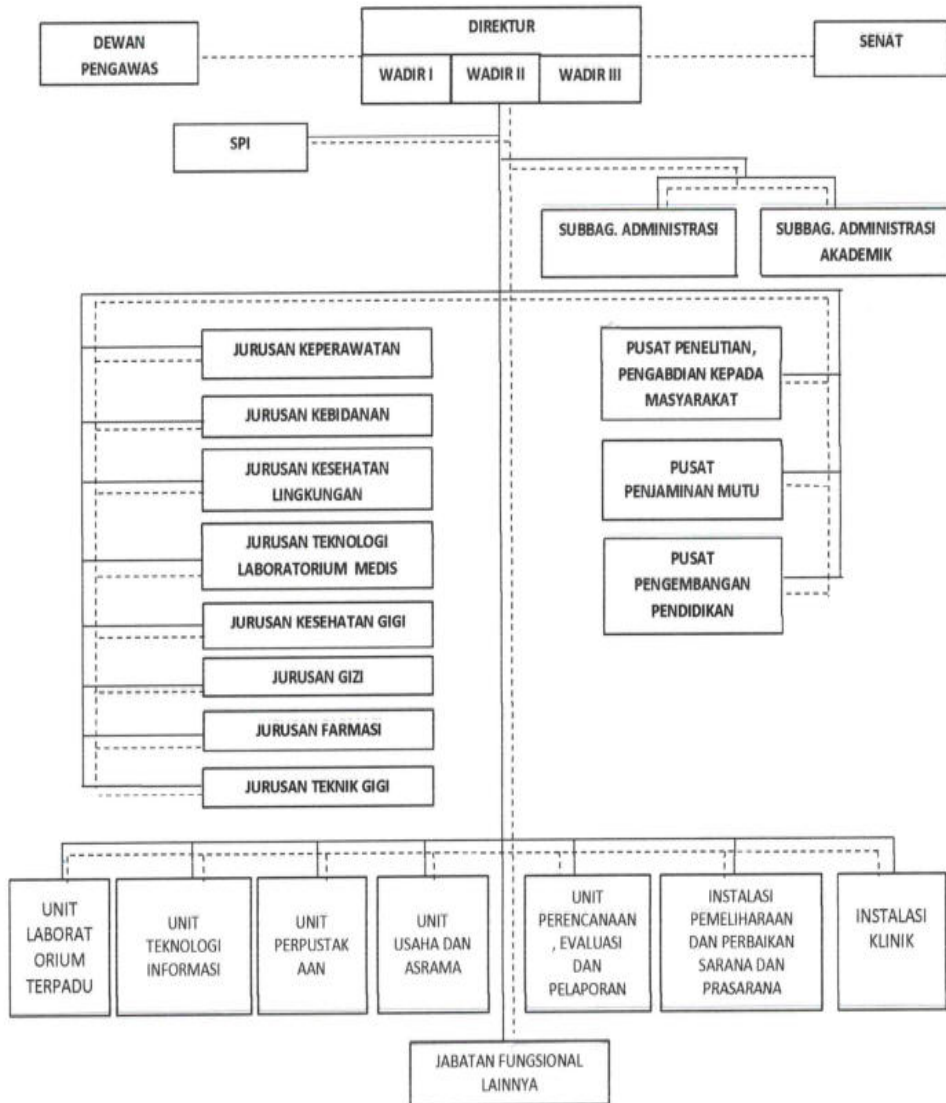 DIREKTUR
DEWAN
PENGAWAS
SENAT
WADIR I
WADIR II
WADIR III
SPI
SUBBAG. ADMINISTRASI
SUBBAG. ADMINISTRASI
AKADEMIK
JURUSAN KEPERAWATAN
JURUSAN KEBIDANAN
JURUSAN KESEHATAN
LINGKUNGAN
JURUSAN TEKNOLOGI
LABORATORIUM MEDIS
JURUSAN KESEHATAN GIGI
JURUSAN GIZI
JURUSAN FARMASI
JURUSAN TEKNIK GIGI
PUSAT PENELITIAN,
PENGABDIAN KEPADA
MASYARAKAT
PUSAT
PENJAMINAN MUTU
PUSAT
PENGEMBANGAN
PENDIDIKAN
UNIT
LABORAT
ORIUM
TERPADU
UNIT
TEKNOLOGI
INFORMASI
UNIT
PERPUSTAK
AAN
UNIT
USAHA DAN
ASRAMA
UNIT
PERENCANAAN
, EVALUASI
DAN
PELAPORAN
INSTALASI
PEMELIHARAAN
DAN PERBAIKAN
SARANA DAN
PRASARANA
INSTALASI
KLINIK
JABATAN FUNGSIONAL
LAINNYA